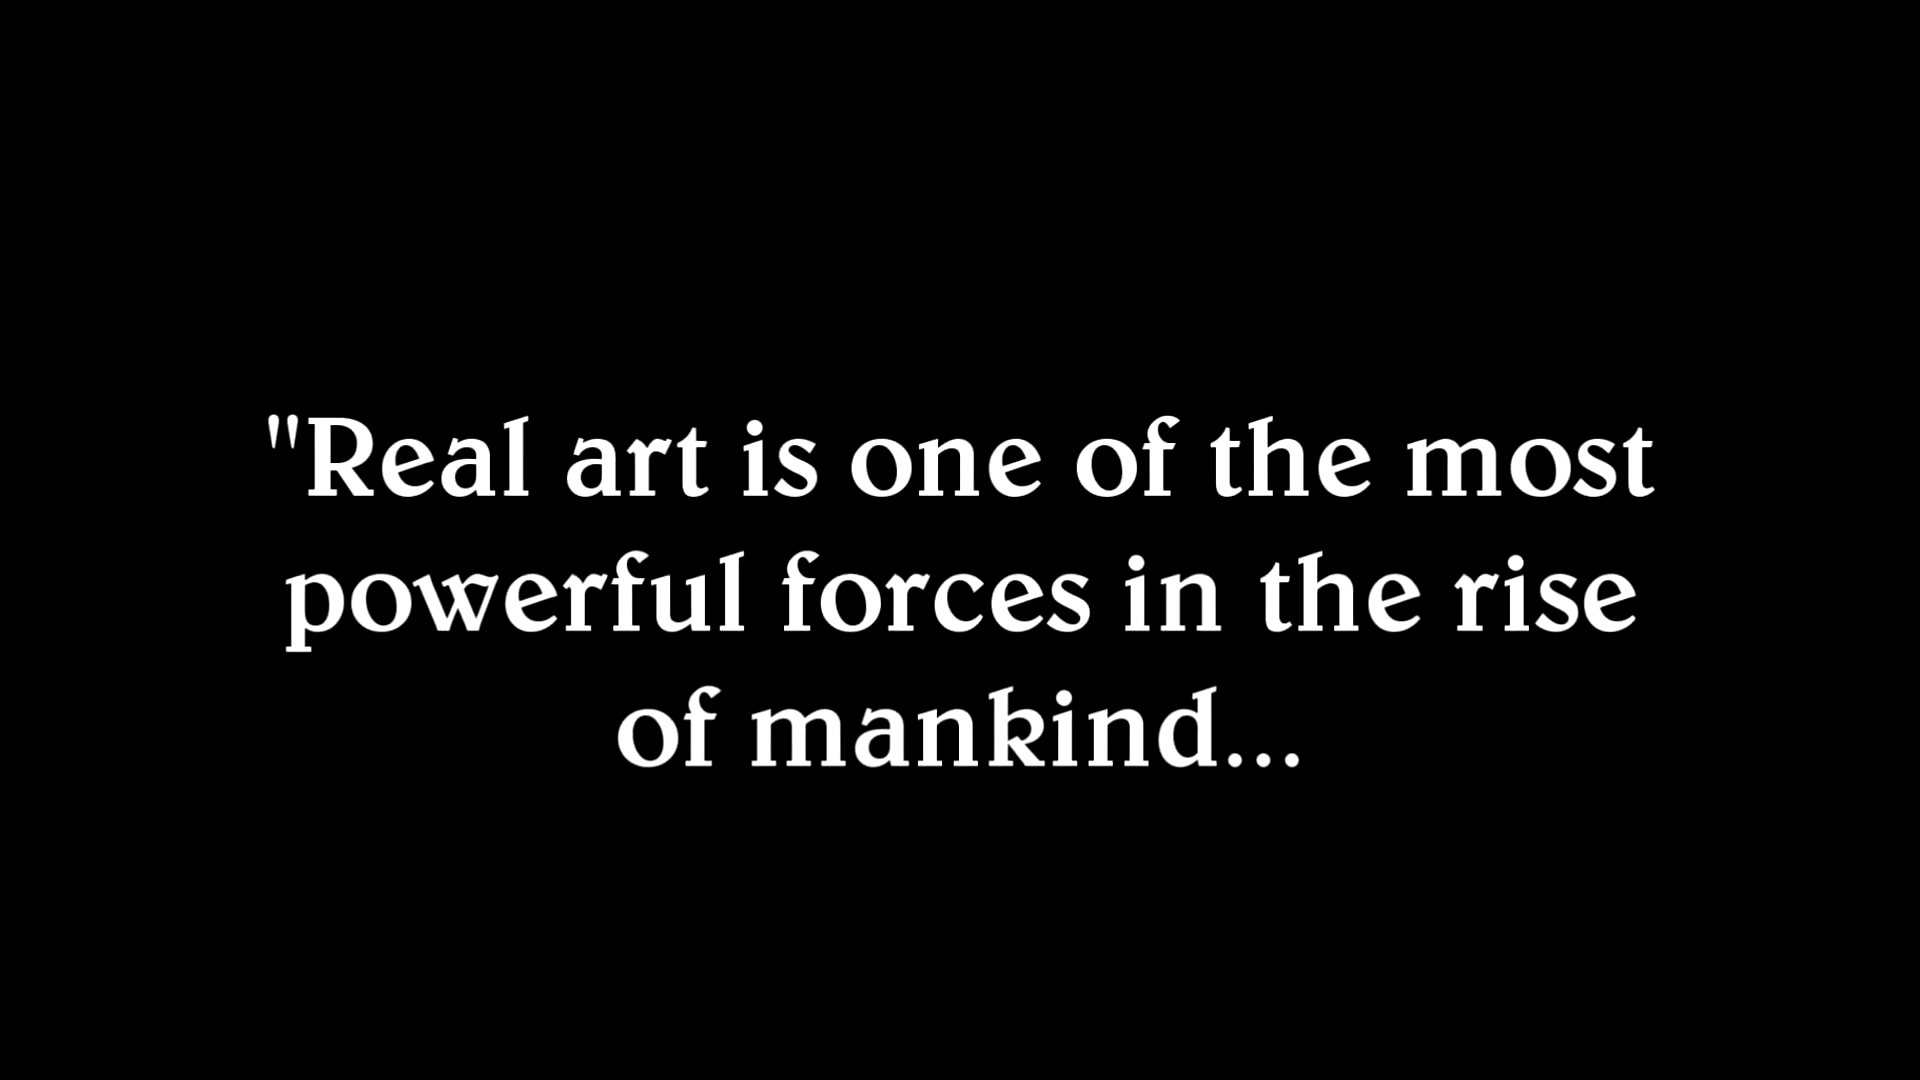 "Real art is one of the most
powerful forces in the rise
of mankind...